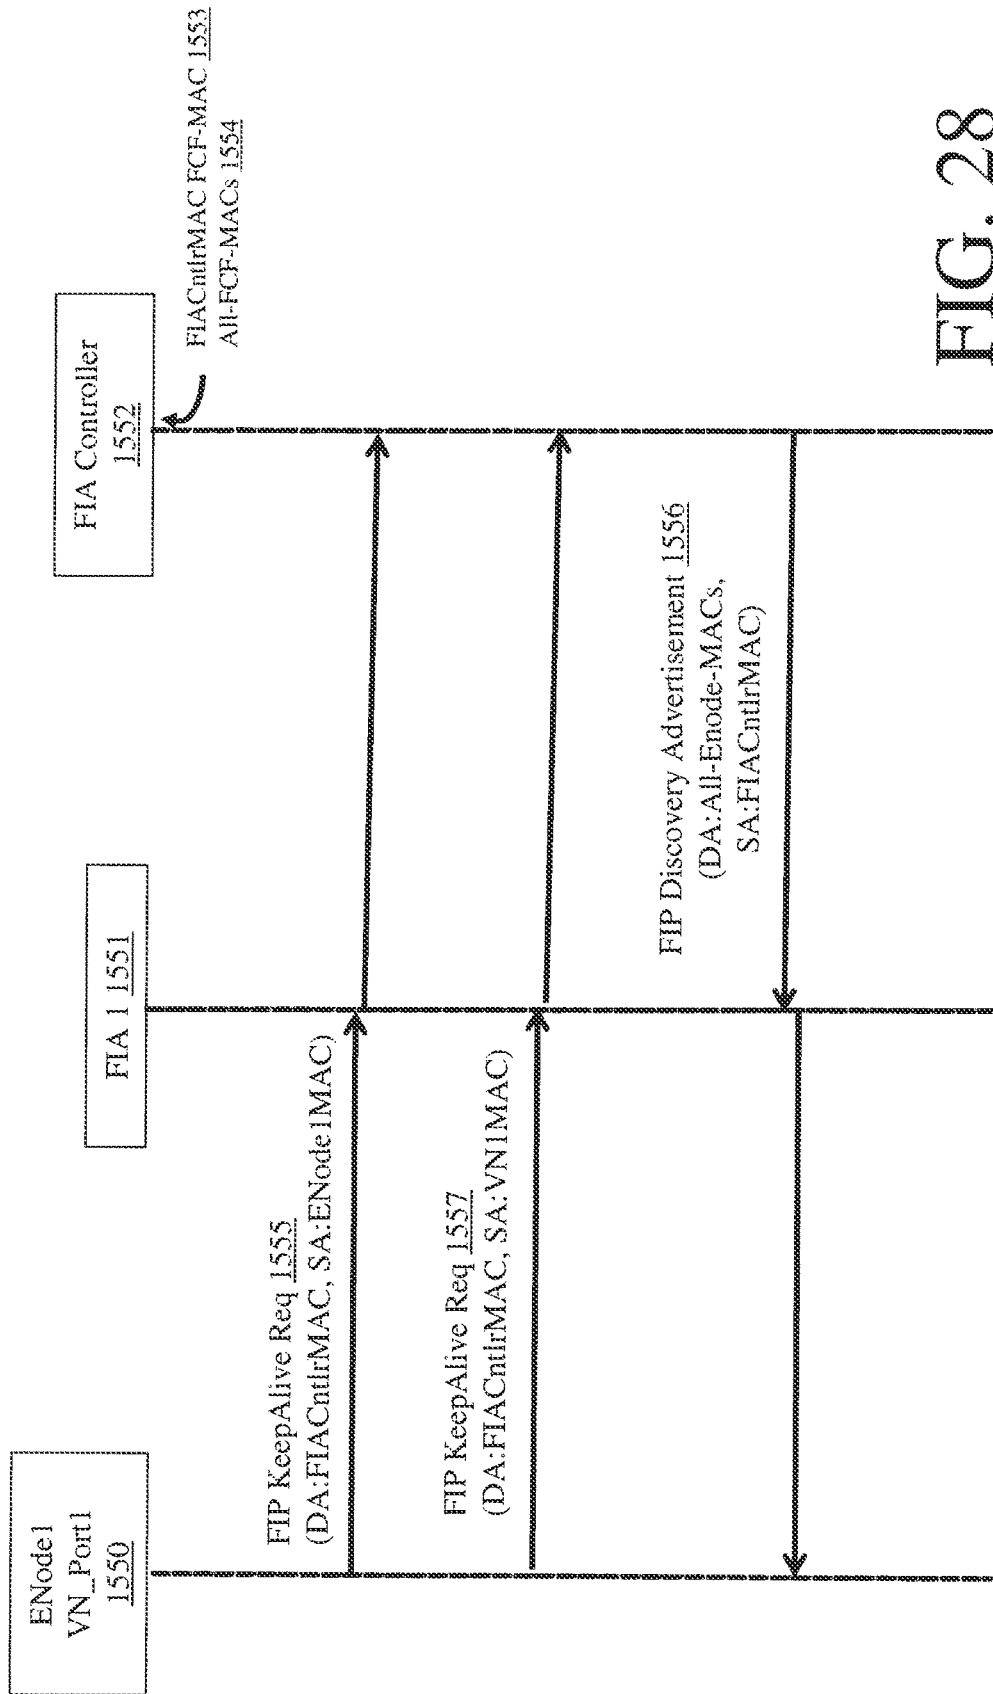 ENode1
VN_Port1
1550
FIA 1 1551
FIA Controller
1552
FIACntlrMAC FCF-MAC 1553
All-FCF-MACs 1554
FIP KeepAlive Req 1555
(DA:FIACntlrMAC, SA:ENode1MAC)
FIP KeepAlive Req 1557
(DA:FIACntlrMAC, SA:VN1MAC)
FIP Discovery Advertisement 1556
(DA:All-Enode-MACs,
SA:FIACntlrMAC)
FIG. 28